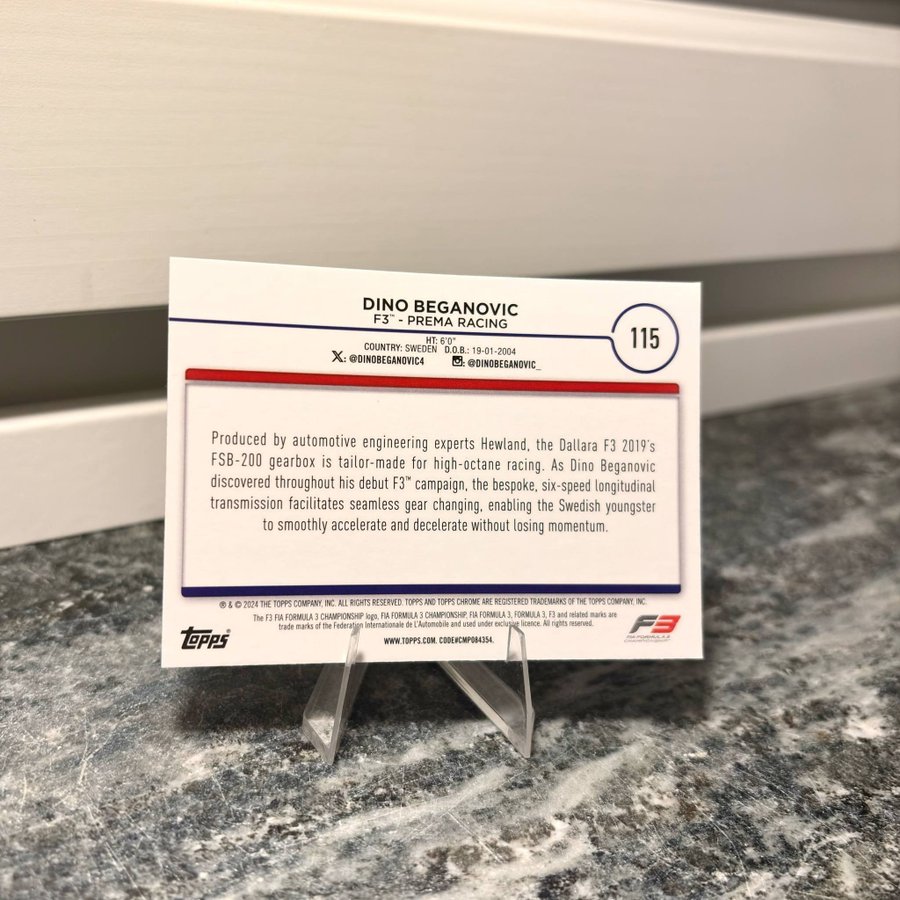 DINO BEGANOVIC
F3™ - PREMA RACING
115
HT: 6'0"
COUNTRY: SWEDEN D.O.B.: 19-01-2004
X: @DINOBEGANOVIC4 : @DINOBEGANOVIC_
Produced by automotive engineering experts Hewland, the Dallara F3 2019's
FSB-200 gearbox is tailor-made for high-octane racing. As Dino Beganovic
discovered throughout his debut F3™ campaign, the bespoke, six-speed longitudinal
transmission facilitates seamless gear changing, enabling the Swedish youngster
to smoothly accelerate and decelerate without losing momentum.
® & © 2024 THE TOPPS COMPANY, INC. ALL RIGHTS RESERVED. TOPPS AND TOPPS CHROME ARE REGISTERED TRADEMARKS OF THE TOPPS COMPANY, INC.
The F3 FIA FORMULA 3 CHAMPIONSHIP logo, FIA FORMULA 3 CHAMPIONSHIP, FIA FORMULA 3, FORMULA 3, F3 and related marks are
trade marks of the Federation Internationale de L'Automobile and used under exclusive licence. All rights reserved.
topps®
WWW.TOPPS.COM. CODE#CMP084354.
F3
FIA FORMULA 3
CHAMPIONSHIP